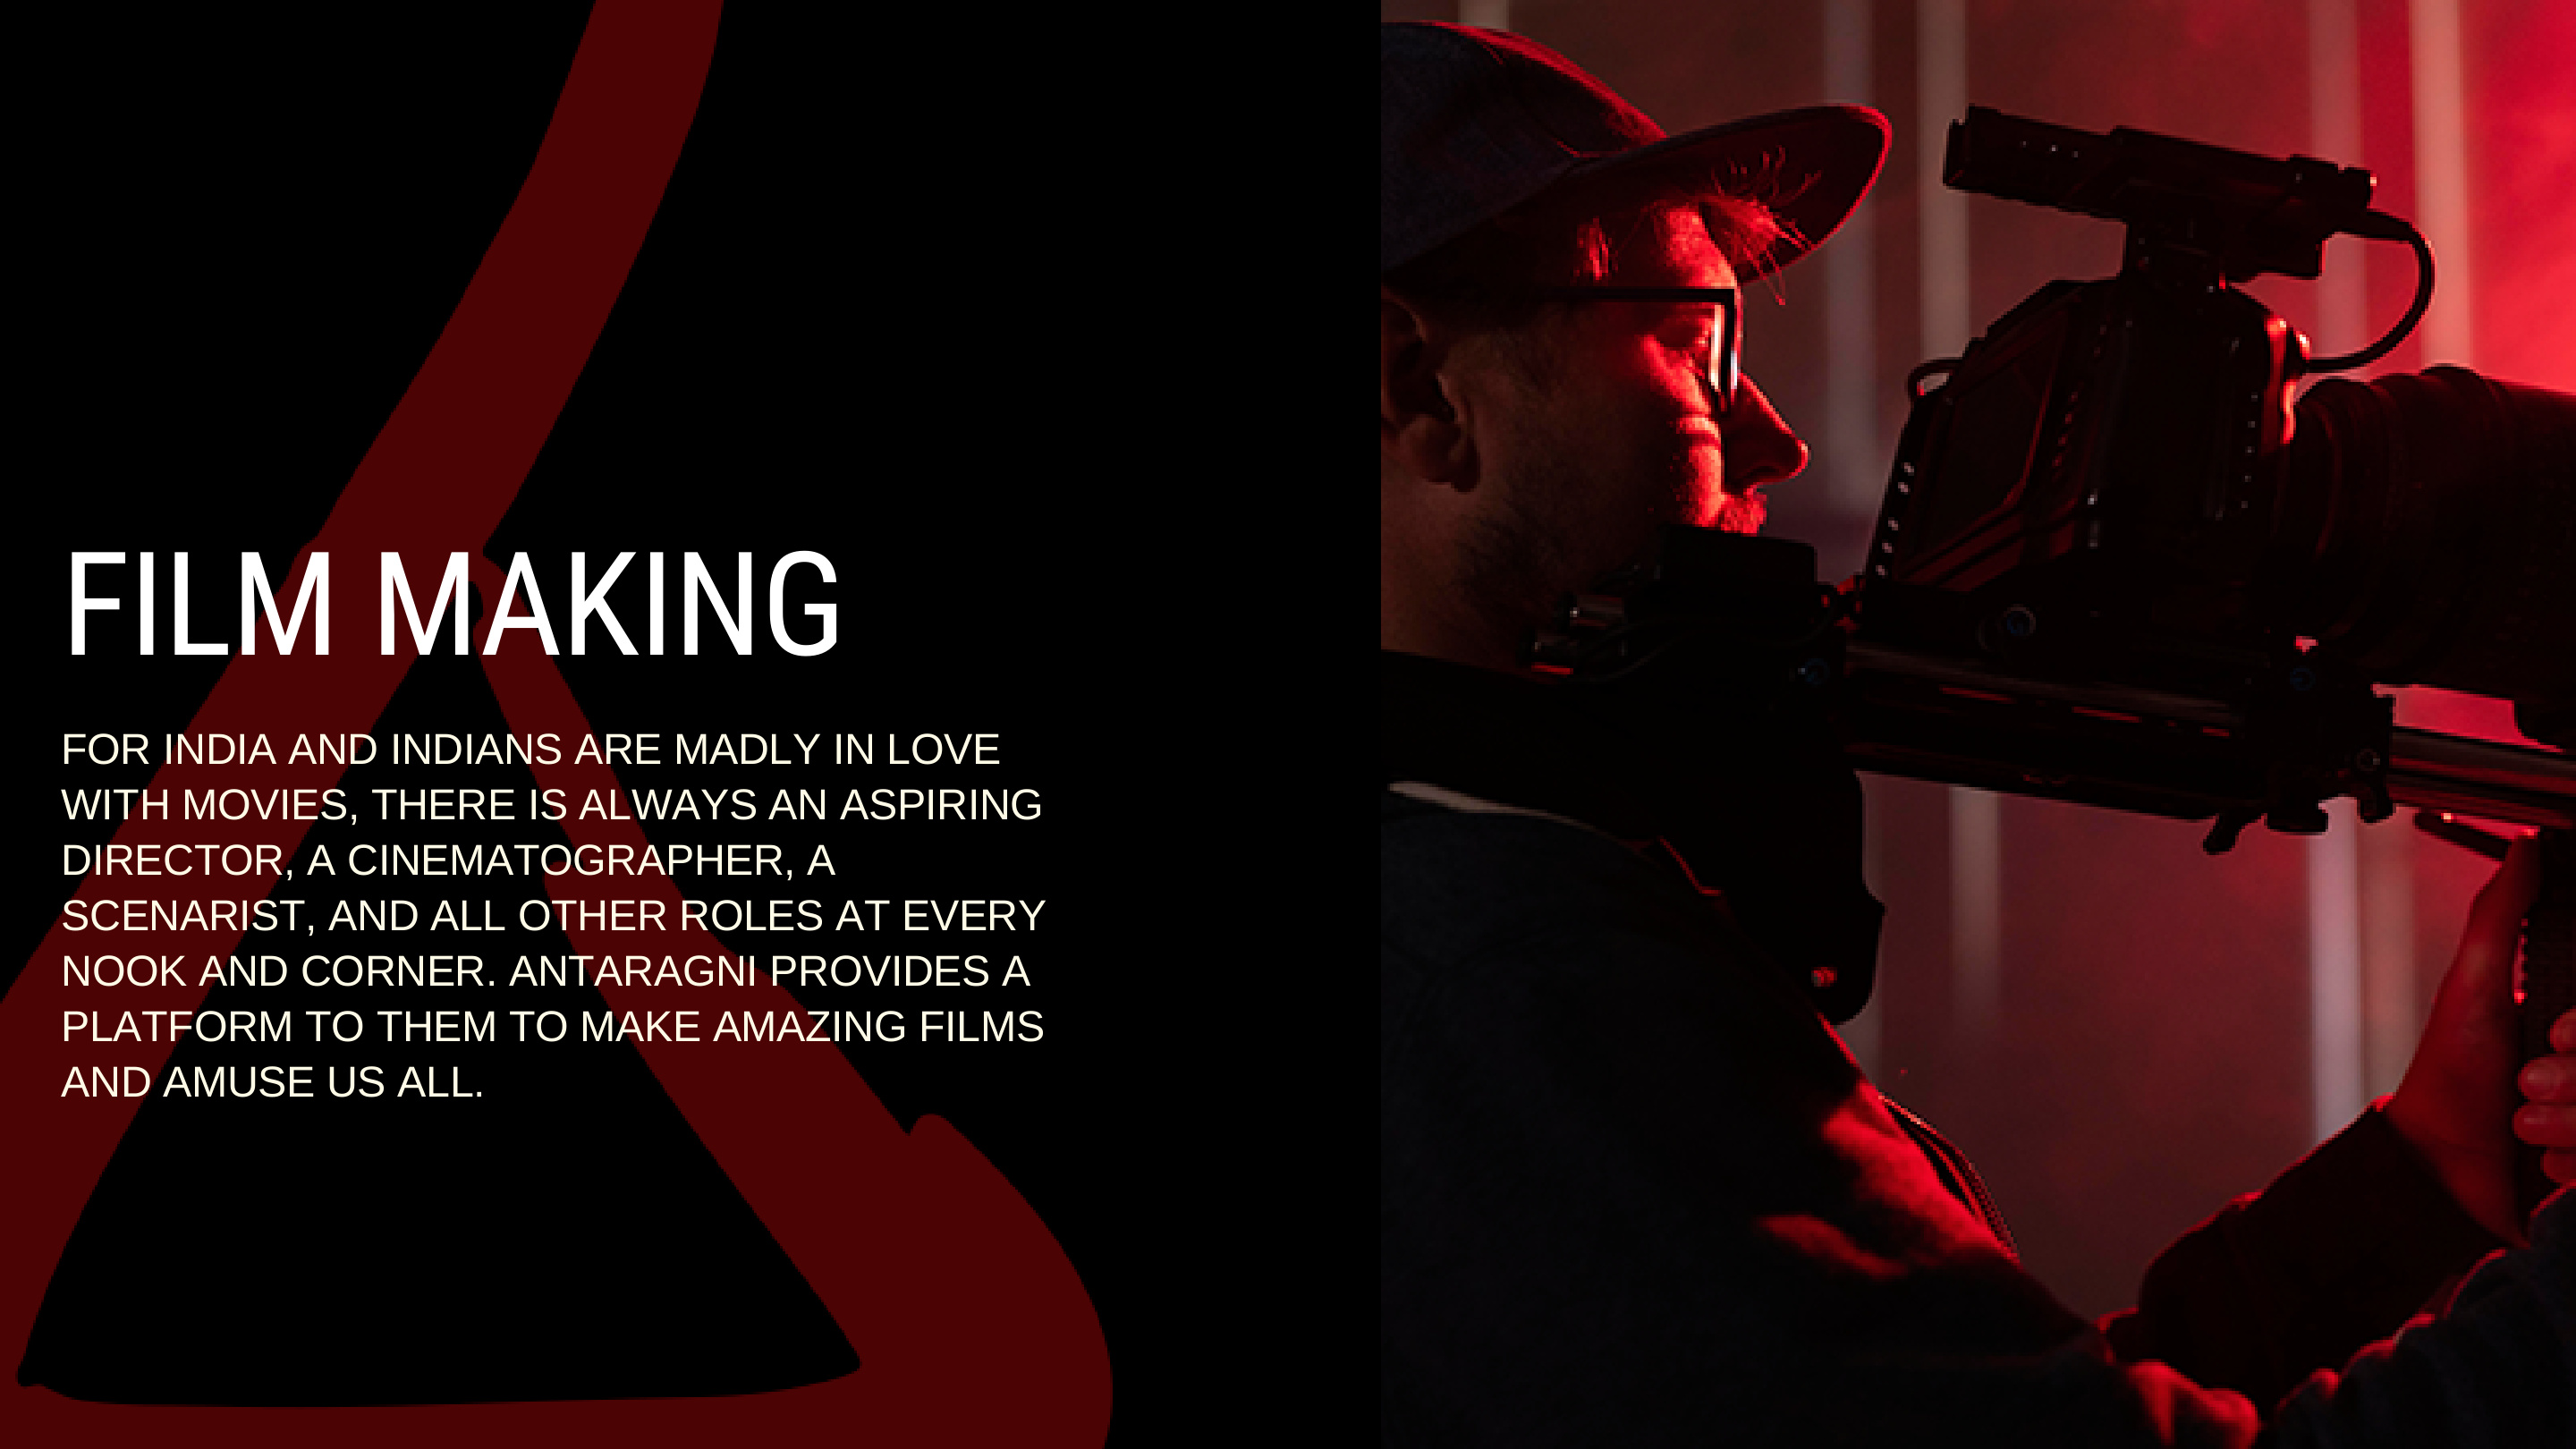 FILM MAKING
FOR INDIA AND INDIANS ARE MADLY IN LOVE
WITH MOVIES, THERE IS ALWAYS AN ASPIRING
DIRECTOR, A CINEMATOGRAPHER, A
SCENARIST, AND ALL OTHER ROLES AT EVERY
NOOK AND CORNER. ANTARAGNI PROVIDES A
PLATFORM TO THEM TO MAKE AMAZING FILMS
AND AMUSE US ALL.